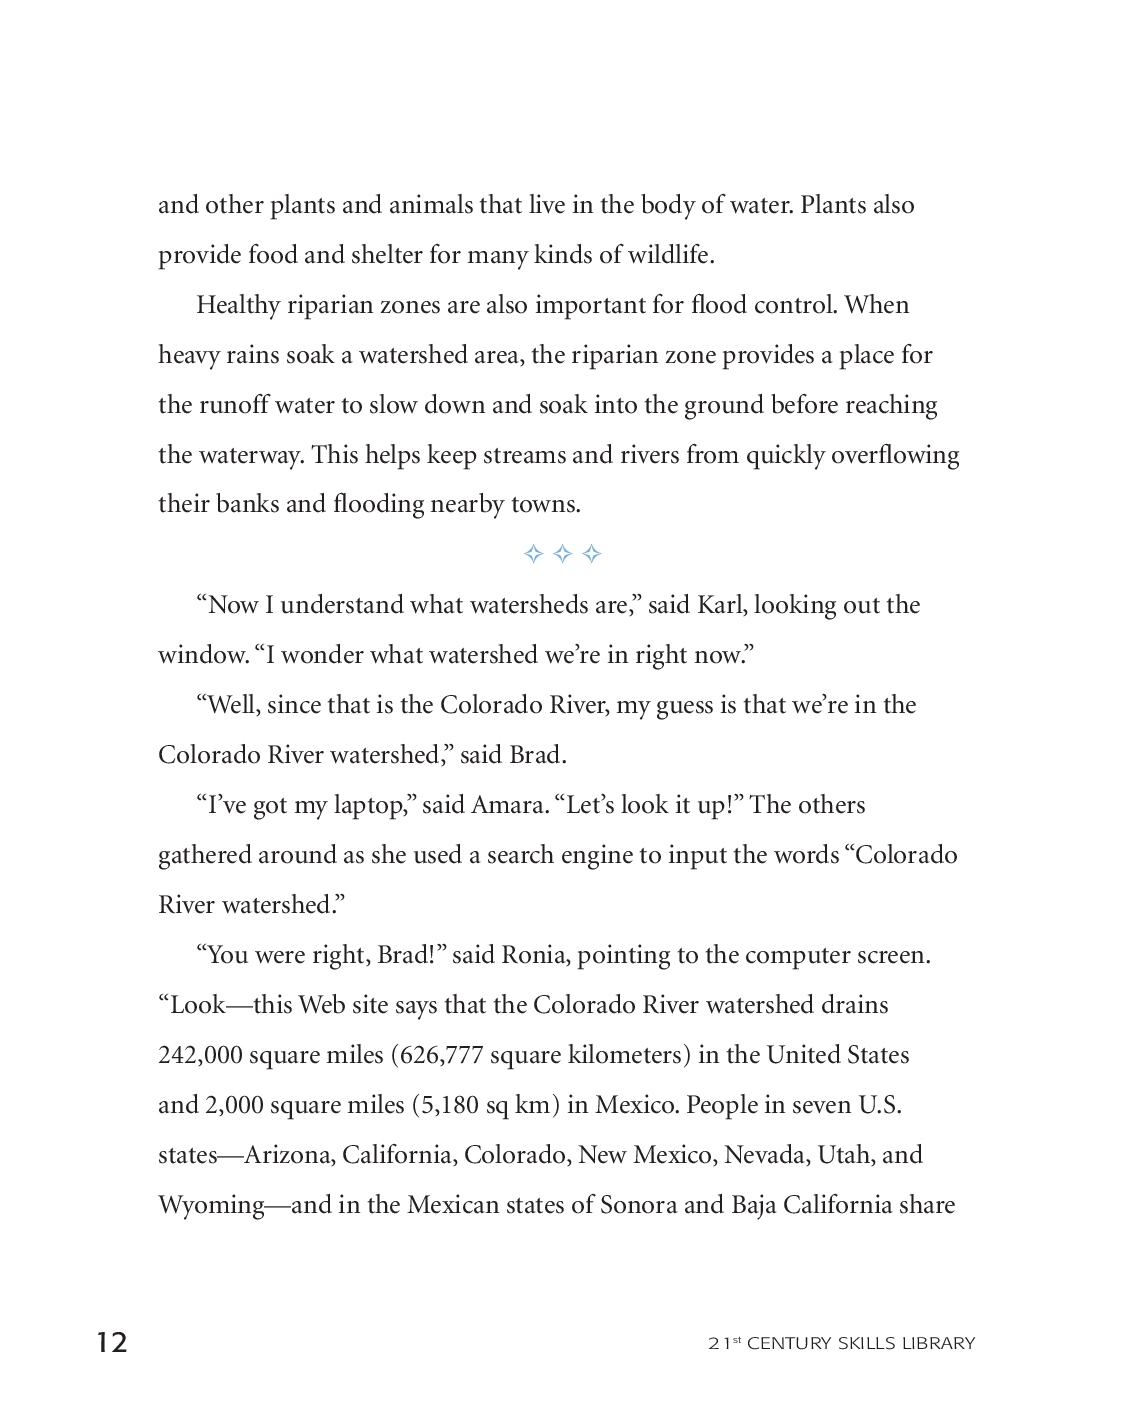 and other plants and animals that live in the body of water. Plants also
provide food and shelter for many kinds of wildlife.
Healthy riparian zones are also important for flood control. When
heavy rains soak a watershed area, the riparian zone provides a place for
the runoff water to slow down and soak into the ground before reaching
the waterway. This helps keep streams and rivers from quickly overflowing
their banks and flooding nearby towns.
“Now I understand what watersheds are,” said Karl, looking out the
window. “I wonder what watershed we’re in right now.”
“Well, since that is the Colorado River, my guess is that we’re in the
Colorado River watershed,” said Brad.
“I’ve got my laptop,” said Amara. “Let’s look it up!” The others
gathered around as she used a search engine to input the words “Colorado
River watershed.”
“You were right, Brad!” said Ronia, pointing to the computer screen.
“Look—this Web site says that the Colorado River watershed drains
242,000 square miles (626,777 square kilometers) in the United States
and 2,000 square miles (5,180 sq km) in Mexico. People in seven U.S.
states—Arizona, California, Colorado, New Mexico, Nevada, Utah, and
Wyoming—and in the Mexican states of Sonora and Baja California share
12
21st CENTURY SKILLS LIBRARY